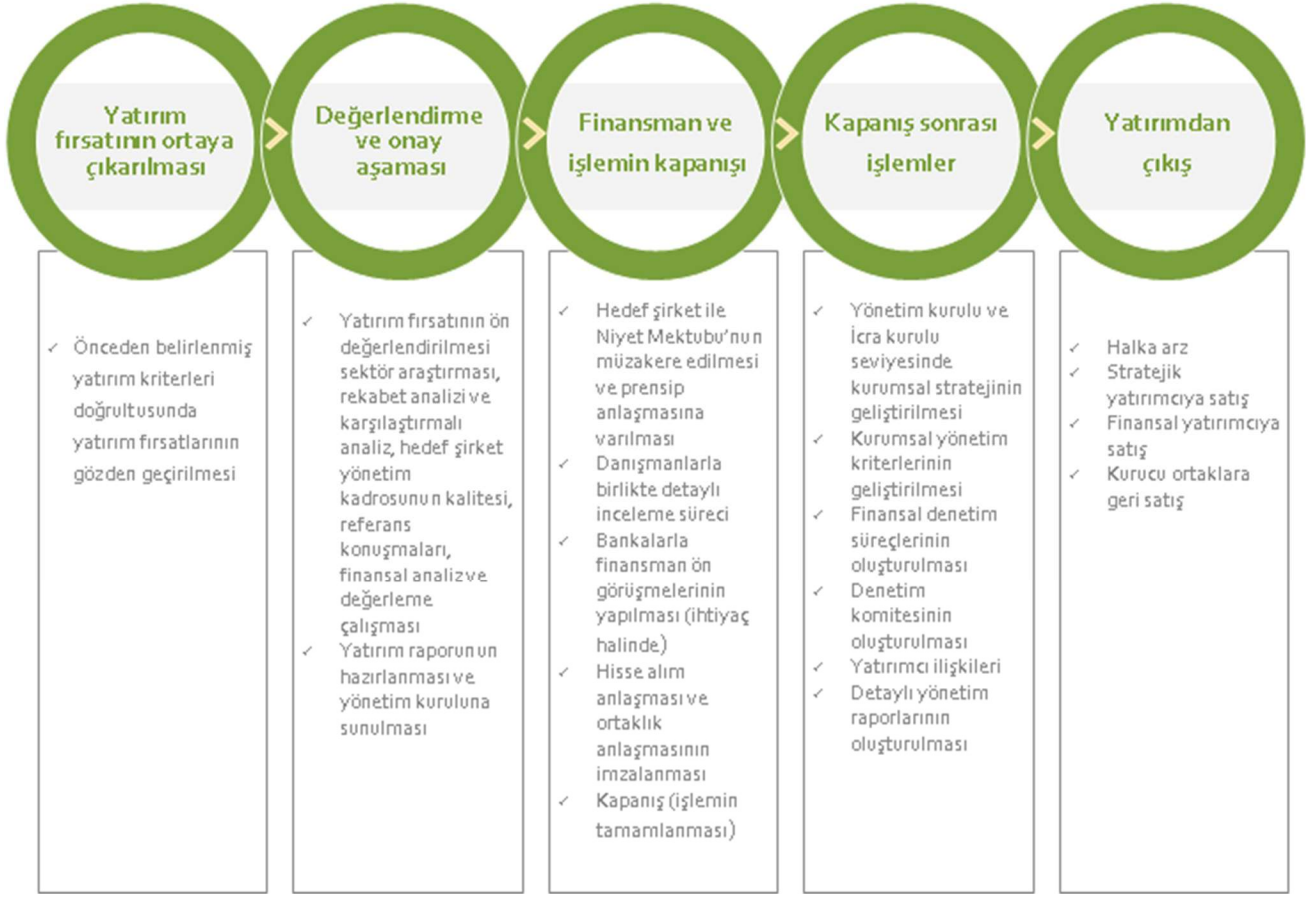 Yatırım
fırsatının ortaya
çıkarılması
Değerlendirme
ve onay
aşaması
Finansman ve
işlemin kapanışı
Kapanış sonrası
işlemler
Yatırımdan
çıkış
✓ Önceden belirlenmiş
yatırım kriterleri
doğrultusunda
yatırım fırsatlarının
gözden geçirilmesi
✓ Yatırım fırsatının ön
değerlendirilmesi
sektör araştırması,
rekabet analizi ve
karşılaştırmalı
analiz, hedef şirket
yönetim
kadrosunun kalitesi,
referans
konuşmaları,
finansal analiz ve
değerleme
çalışması
✓ Yatırım raporunun
hazırlanması ve
yönetim kuruluna
sunulması
✓ Hedef şirket ile
Niyet Mektubu'nun
müzakere edilmesi
ve prensip
anlaşmasına
varılması
✓ Danışmanlarla
birlikte detaylı
inceleme süreci
✓ Bankalarla
finansman ön
görüşmelerinin
yapılması (ihtiyaç
halinde)
✓ Hisse alım
anlaşması ve
ortaklık
anlaşmasının
imzalanması
✓ Kapanış (işlemin
tamamlanması)
✓ Yönetim kurulu ve
İcra kurulu
seviyesinde
kurumsal stratejinin
geliştirilmesi
✓ Kurumsal yönetim
kriterlerinin
geliştirilmesi
✓ Finansal denetim
süreçlerinin
oluşturulması
✓ Denetim
komitesinin
oluşturulması
✓ Yatırımcı ilişkileri
✓ Detaylı yönetim
raporlarının
oluşturulması
✓ Halka arz
✓ Stratejik
yatırımcıya satış
✓ Finansal yatırımcıya
satış
✓ Kurucu ortaklara
geri satış